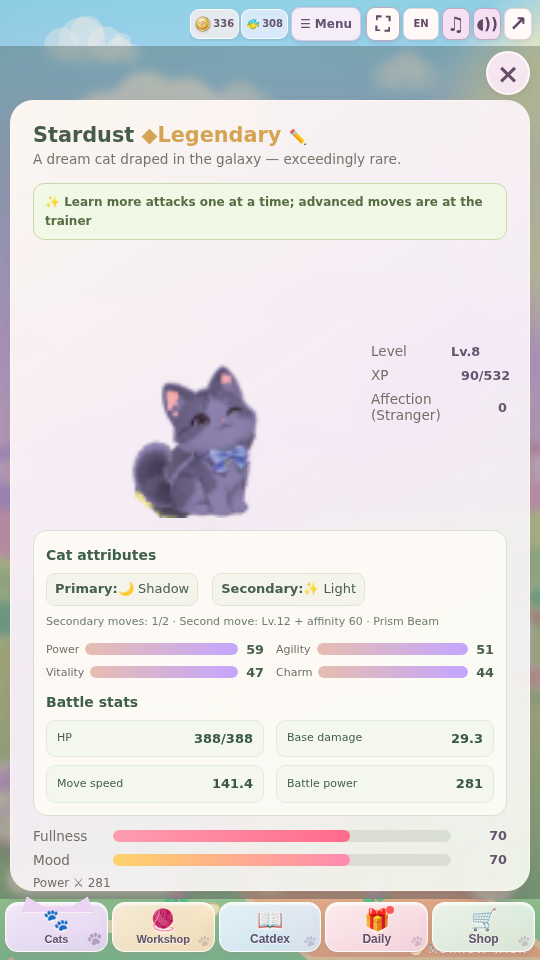 336
308
☰ Menu
EN
Stardust ◆Legendary ✏️
A dream cat draped in the galaxy — exceedingly rare.
✨ Learn more attacks one at a time; advanced moves are at the
trainer
Level Lv.8
XP 90/532
Affection
(Stranger) 0
Cat attributes
Primary:🌙 Shadow Secondary:✨ Light
Secondary moves: 1/2 · Second move: Lv.12 + affinity 60 · Prism Beam
Power 59 Agility 51
Vitality 47 Charm 44
Battle stats
HP 388/388 Base damage 29.3
Move speed 141.4 Battle power 281
Fullness 70
Mood 70
Power ⚔ 281
Cats Workshop Catdex Daily Shop